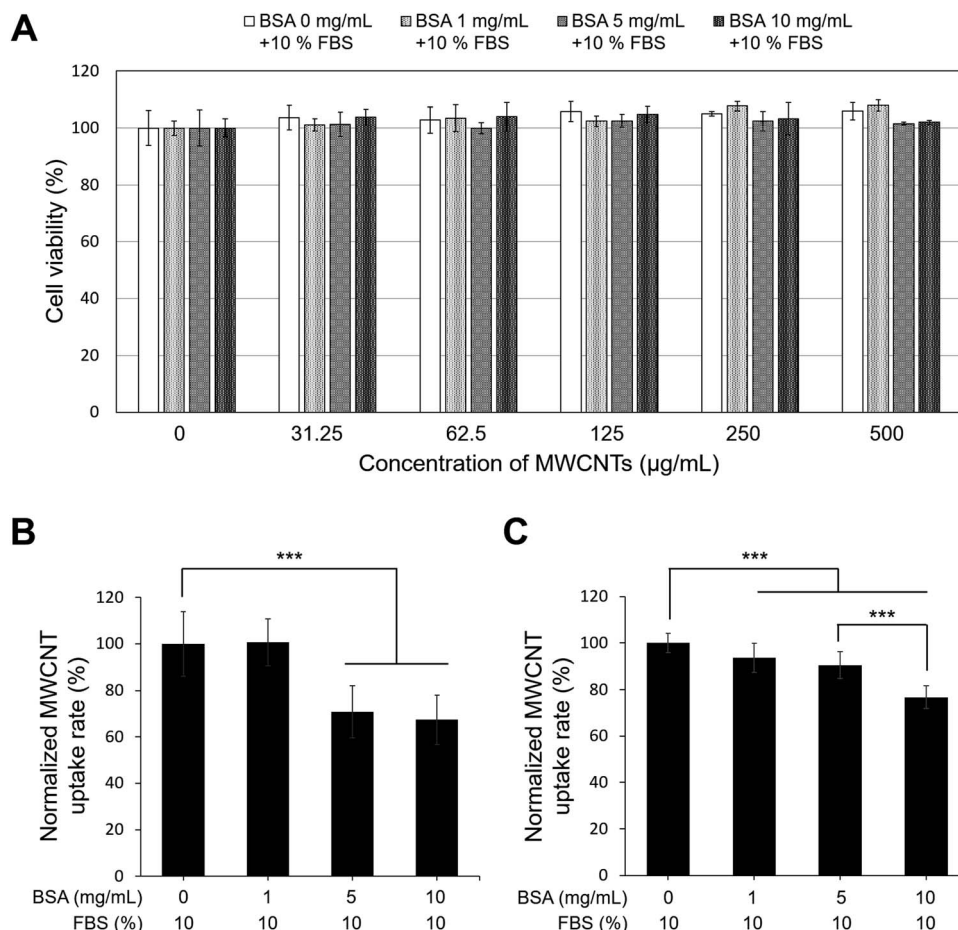 A
BSA 0 mg/mL +10 % FBS
BSA 1 mg/mL +10 % FBS
BSA 5 mg/mL +10 % FBS
BSA 10 mg/mL +10 % FBS
120
100
80
60
40
20
0
Cell viability (%)
0 31.25 62.5 125 250 500
Concentration of MWCNTs (µg/mL)
B
***
120
100
80
60
40
20
0
Normalized MWCNT
uptake rate (%)
BSA (mg/mL) 0 1 5 10
FBS (%) 10 10 10 10
C
***
***
120
100
80
60
40
20
0
Normalized MWCNT
uptake rate (%)
BSA (mg/mL) 0 1 5 10
FBS (%) 10 10 10 10